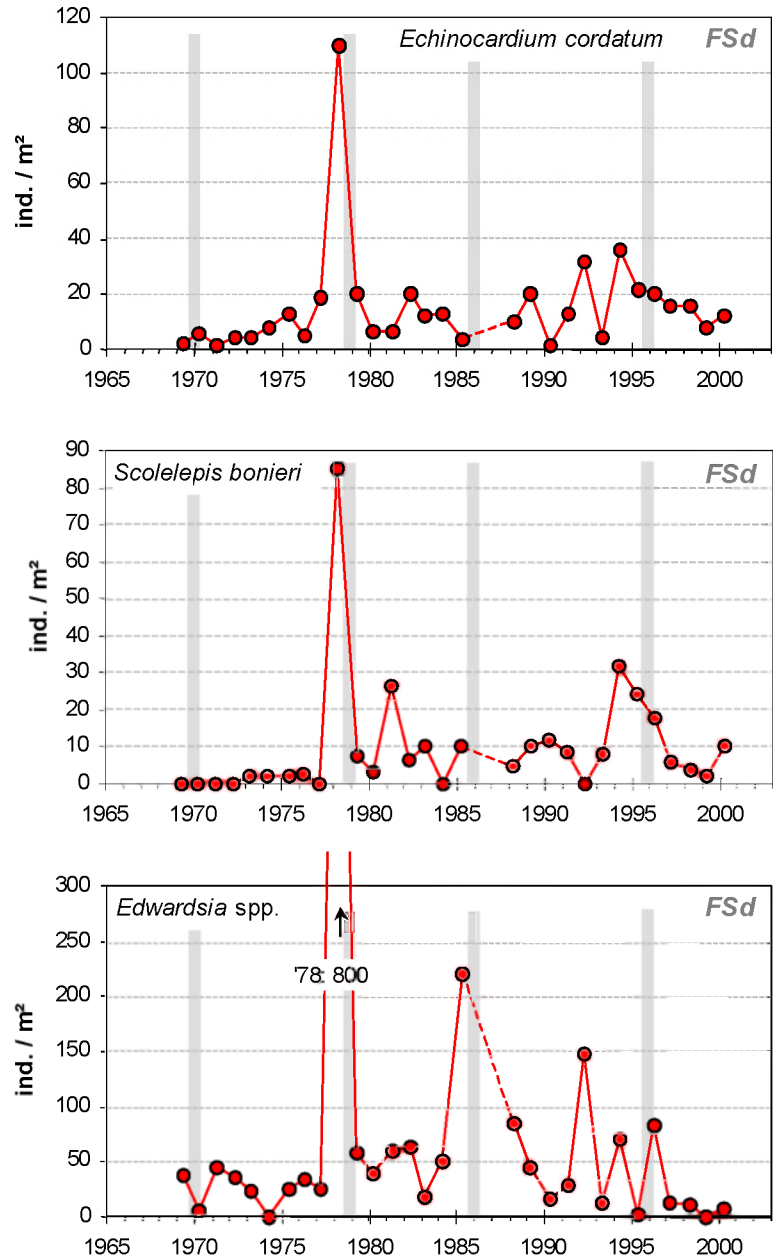 Echinocardium cordatum FSd
120
100
80
60
40
20
0
ind. / m²
1965 1970 1975 1980 1985 1990 1995 2000
Scolelepis bonieri FSd
90
80
70
60
50
40
30
20
10
0
ind. / m²
1965 1970 1975 1980 1985 1990 1995 2000
Edwardsia spp. FSd
300
250
200
150
100
50
0
'78: 800
ind. / m²
1965 1970 1975 1980 1985 1990 1995 2000